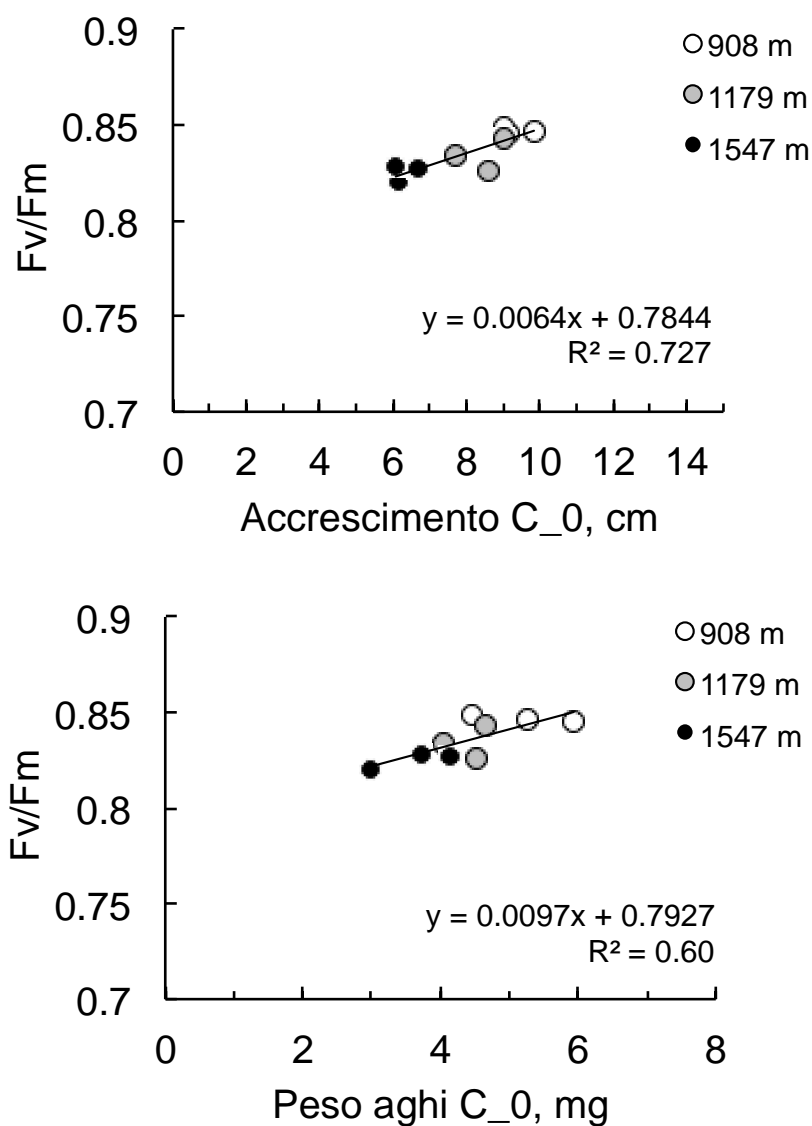 0.9
0.85
0.8
0.75
0.7
Fv/Fm
908 m
1179 m
1547 m
y = 0.0064x + 0.7844
R² = 0.727
0 2 4 6 8 10 12 14
Accrescimento C_0, cm
0.9
0.85
0.8
0.75
0.7
Fv/Fm
908 m
1179 m
1547 m
y = 0.0097x + 0.7927
R² = 0.60
0 2 4 6 8
Peso aghi C_0, mg